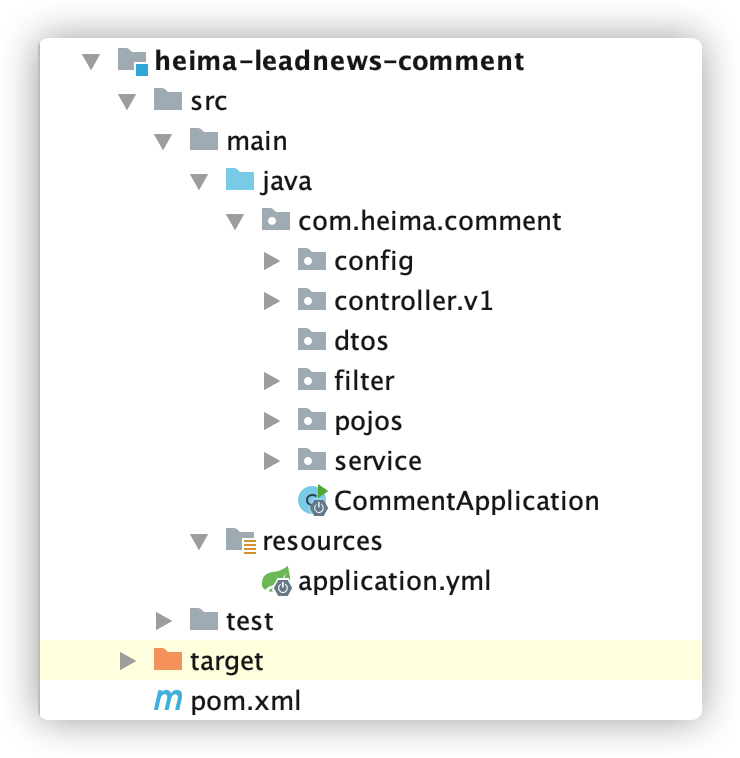 heima-leadnews-comment
src
main
java
com.heima.comment
config
controller.v1
dtos
filter
pojos
service
CommentApplication
resources
application.yml
test
target
pom.xml